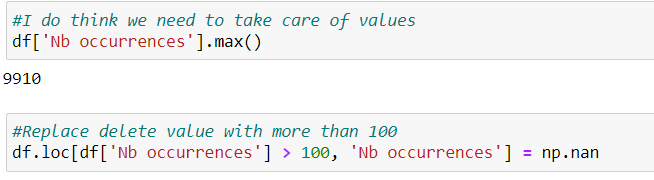 #I do think we need to take care of values
df['Nb occurrences'].max()
9910
#Replace delete value with more than 100
df.loc[df['Nb occurrences'] > 100, 'Nb occurrences'] = np.nan